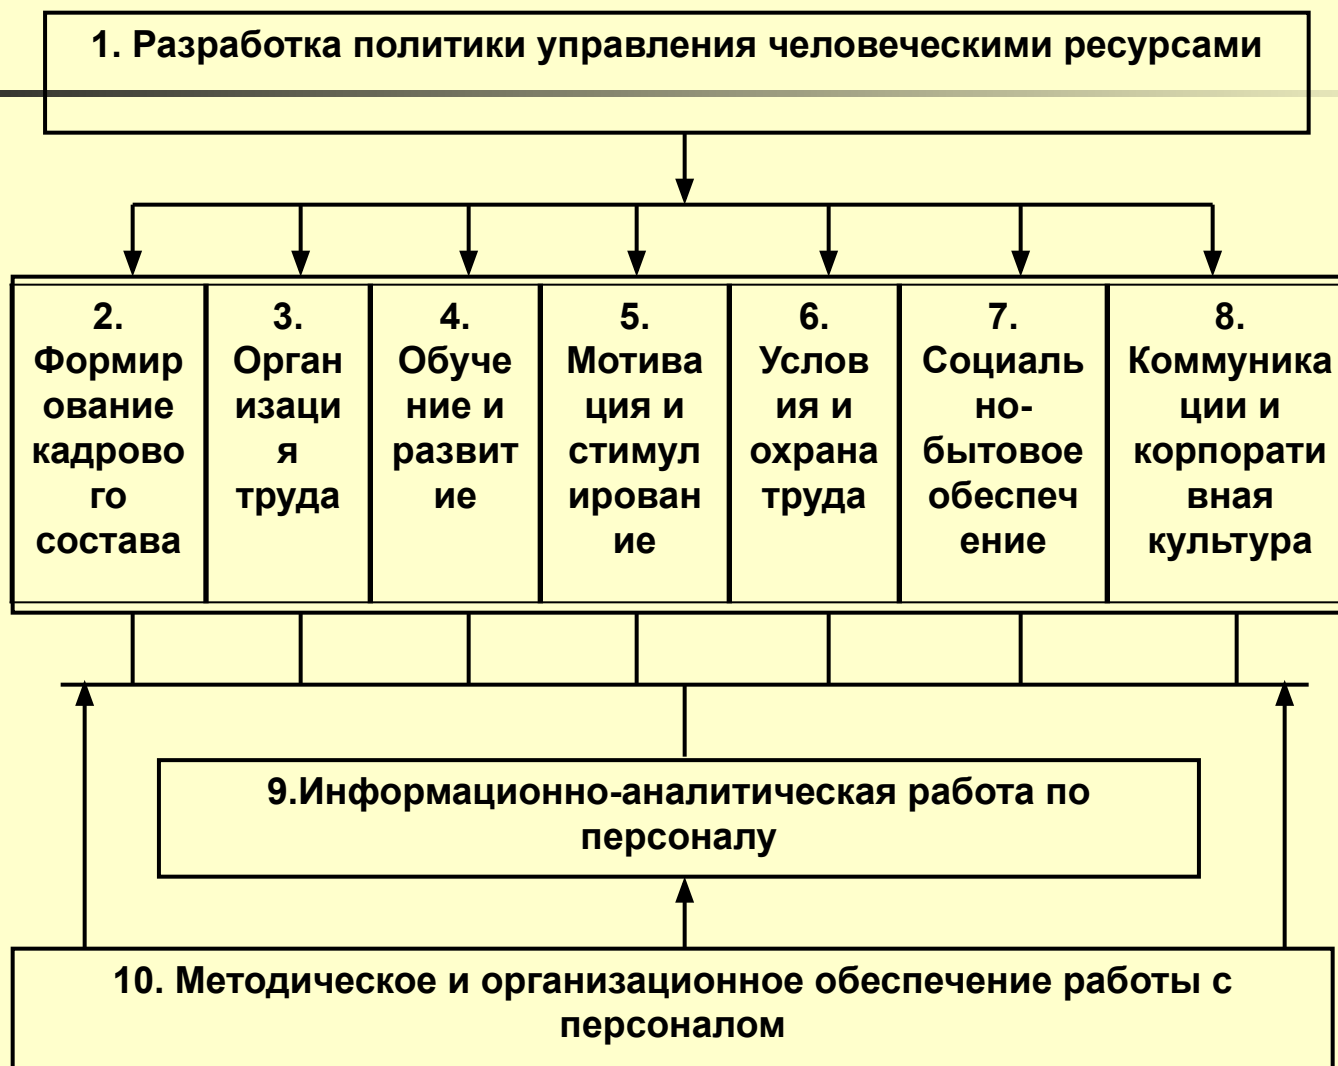 1. Разработка политики управления человеческими ресурсами
2.
Формир
ование
кадрово
го
состава
3.
Орган
изаци
я
труда
4.
Обуче
ние и
развит
ие
5.
Мотива
ция и
стимул
ирован
ие
6.
Услов
ия и
охрана
труда
7.
Социаль
но-
бытовое
обеспеч
ение
8.
Коммуника
ции и
корпорати
вная
культура
9.Информационно-аналитическая работа по
персоналу
10. Методическое и организационное обеспечение работы с
персоналом